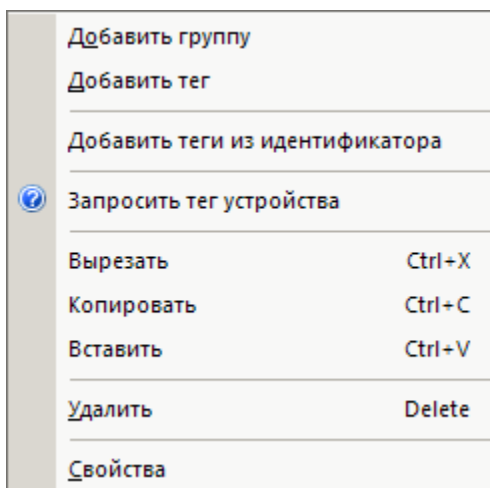 Добавить группу
Добавить тег
Добавить теги из идентификатора
Запросить тег устройства
Вырезать Ctrl+X
Копировать Ctrl+C
Вставить Ctrl+V
Удалить Delete
Свойства